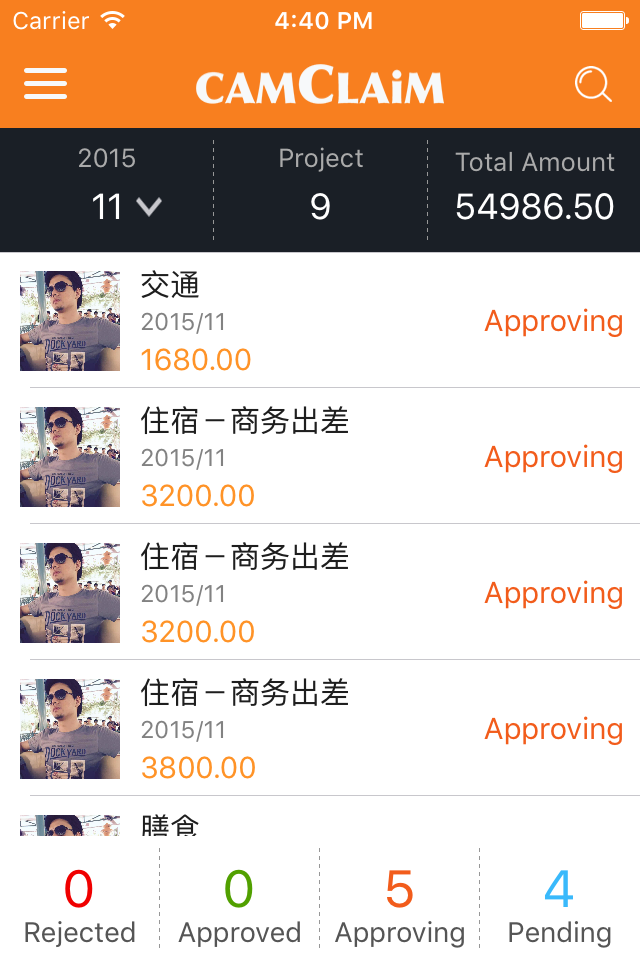 Carrier 4:40 PM
CAMCLAiM
2015 Project Total Amount
11 9 54986.50
交通
2015/11
1680.00
Approving
住宿－商务出差
2015/11
3200.00
Approving
住宿－商务出差
2015/11
3200.00
Approving
住宿－商务出差
2015/11
3800.00
Approving
膳食
0 0 5 4
Rejected Approved Approving Pending